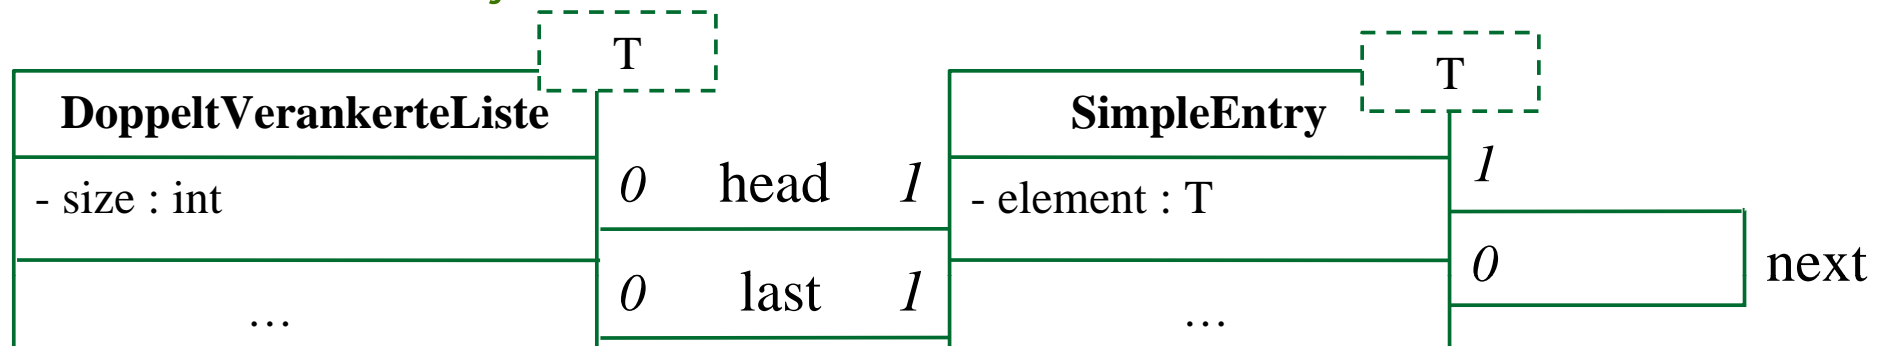 T
T
DoppeltVerankerteListe
SimpleEntry
- size : int
0 head 1
- element : T
1
0 next
0 last 1
…
…